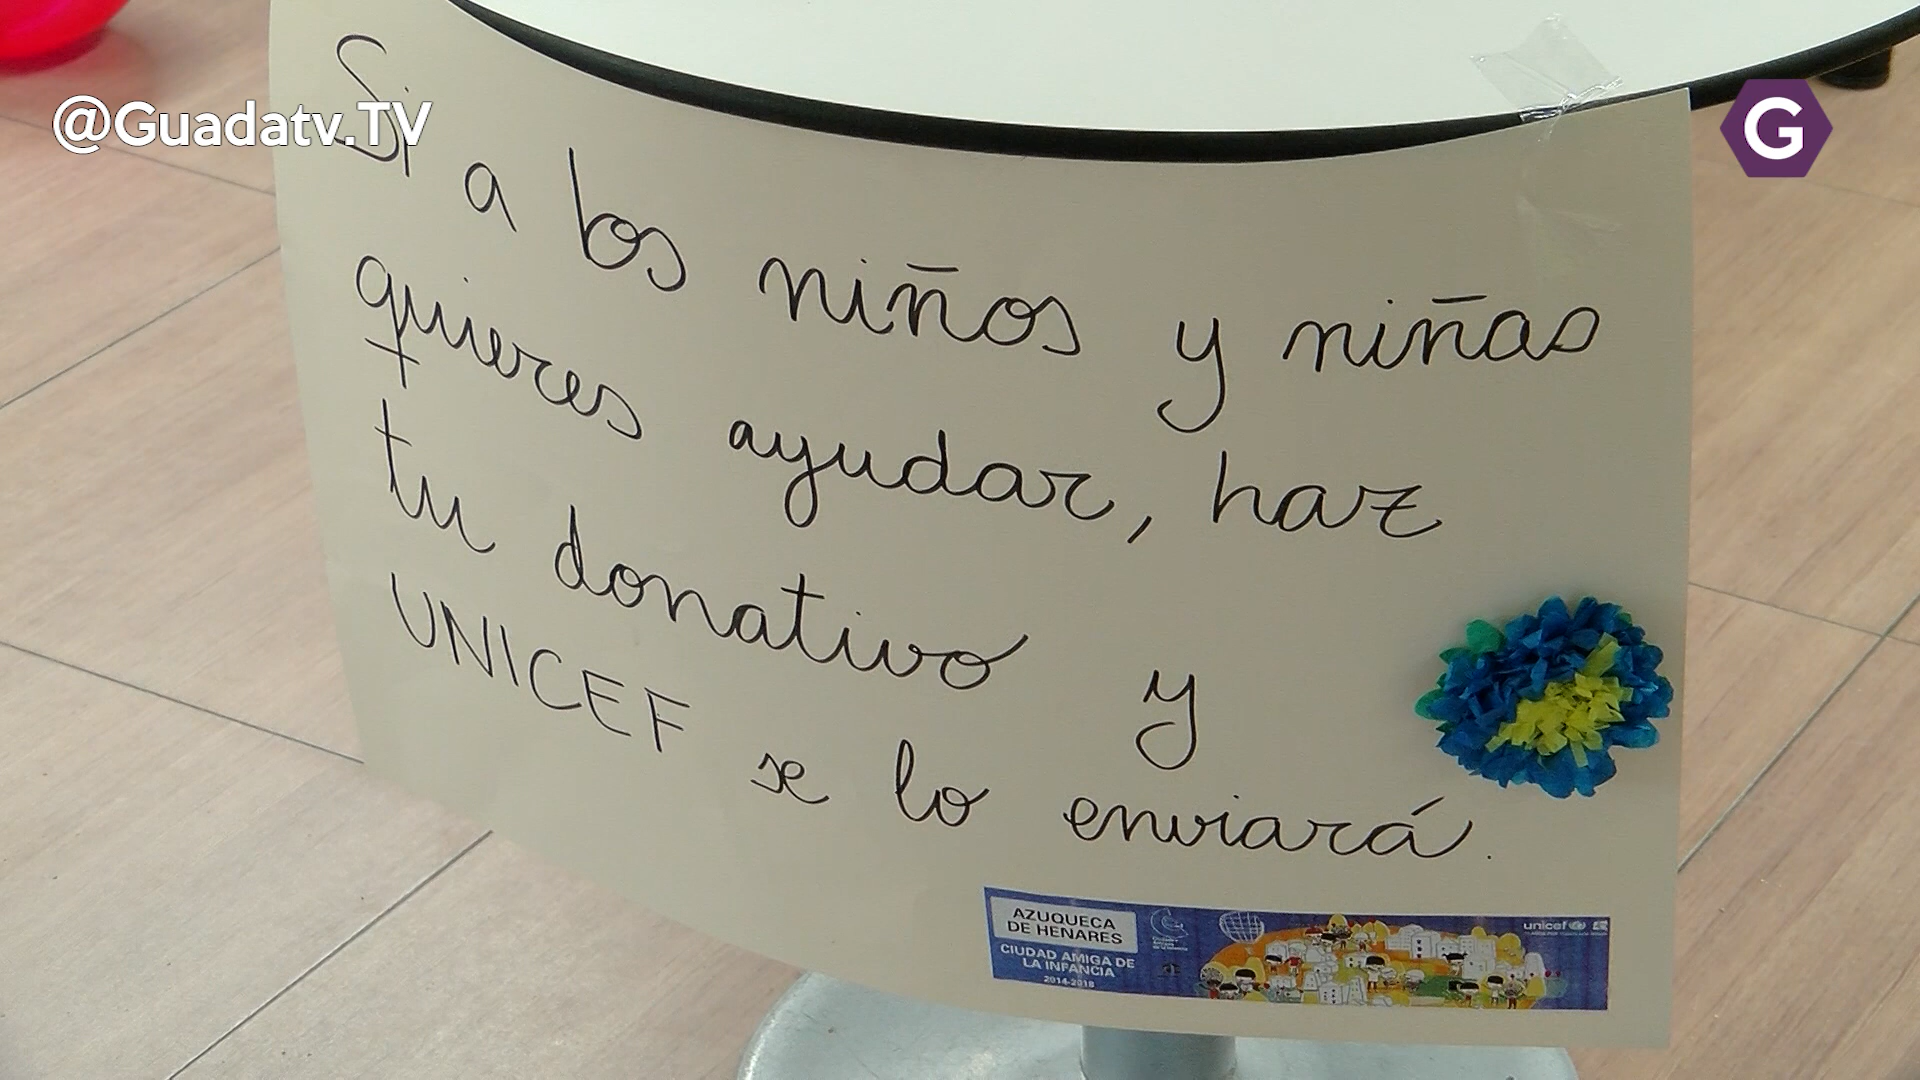 @Guadatv.TV
G
Si a los niños y niñas
quieres ayudar, haz
tu donativo y
UNICEF se lo enviará.
AZUQUECA
DE HENARES
CIUDAD AMIGA DE
LA INFANCIA
2014-2018
unicef